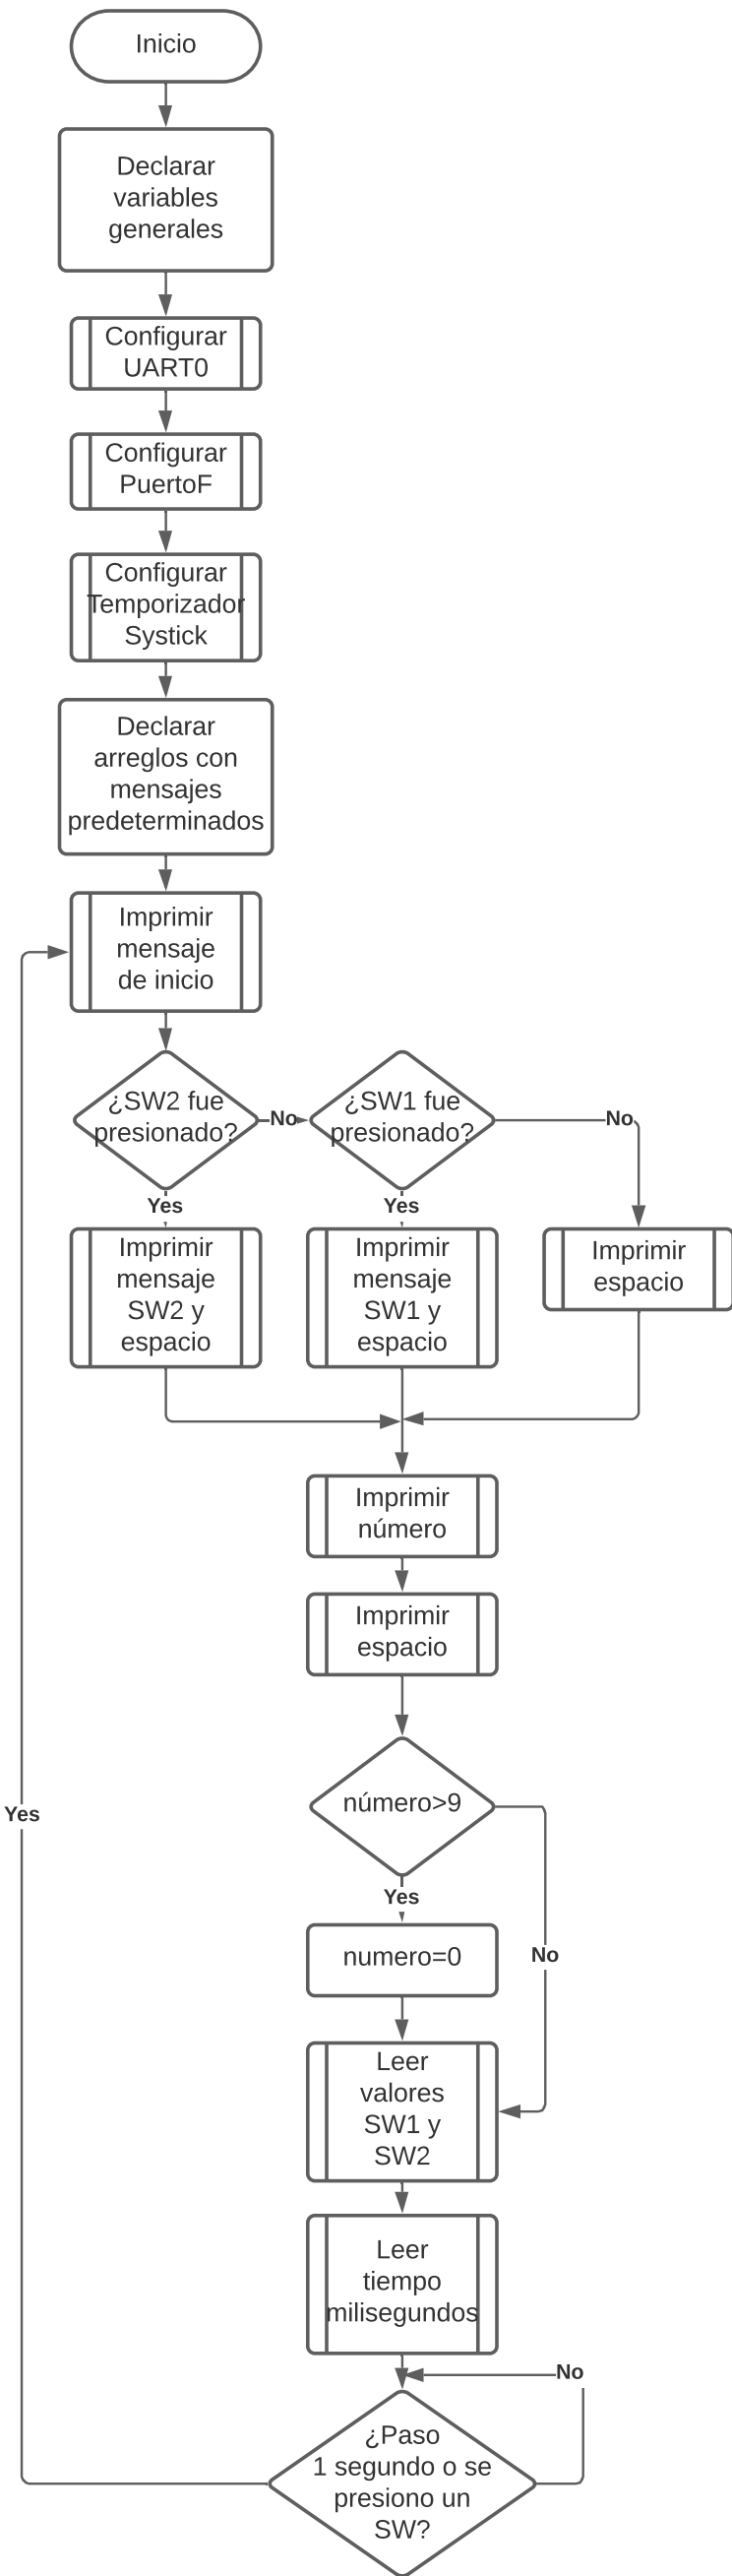 Inicio
Declarar
variables
generales
Configurar
UART0
Configurar
PuertoF
Configurar
Temporizador
Systick
Declarar
arreglos con
mensajes
predeterminados
Imprimir
mensaje
de inicio
¿SW2 fue
presionado?
No
¿SW1 fue
presionado?
No
Yes
Yes
Imprimir
mensaje
SW2 y
espacio
Imprimir
mensaje
SW1 y
espacio
Imprimir
espacio
Imprimir
número
Imprimir
espacio
número>9
Yes
Yes
No
numero=0
Leer
valores
SW1 y
SW2
Leer
tiempo
milisegundos
No
¿Paso
1 segundo o se
presiono un
SW?